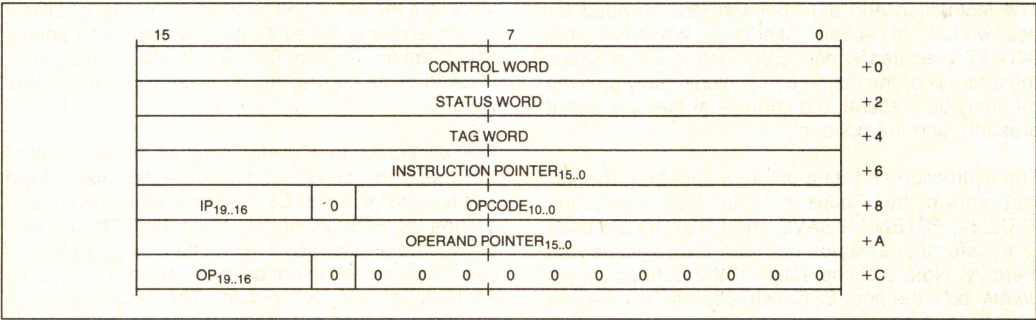 15 7 0
CONTROL WORD
STATUS WORD +2
TAG WORD +4
INSTRUCTION POINTER15..0 +6
IP19..16 0 OPCODE10..0 +8
OPERAND POINTER15..0 +A
OP19..16 0 0 0 0 0 0 0 0 0 0 0 0 +C